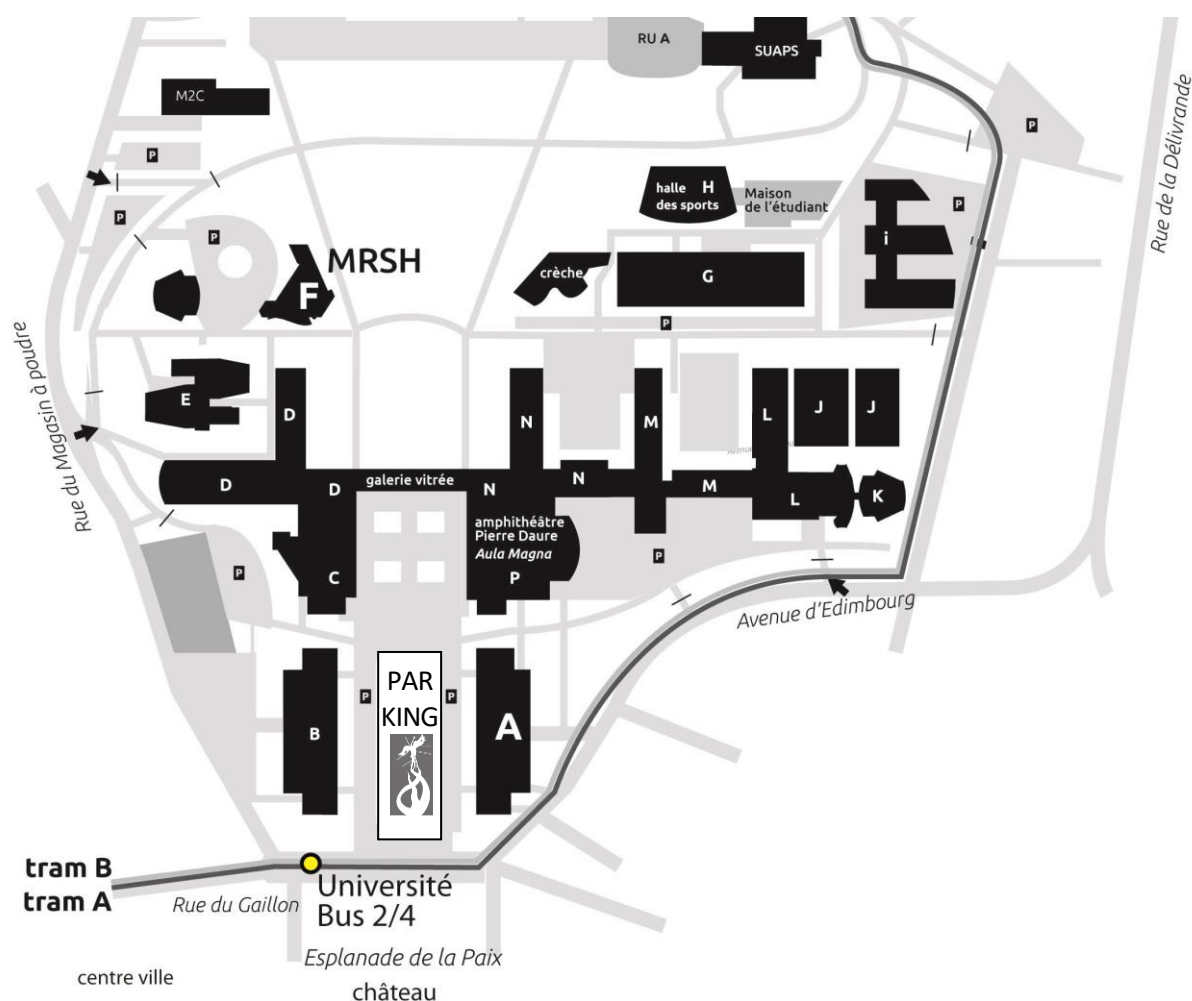 RU A
SUAPS
M2C
P
Rue de la Délivrande
P
P
halle H
des sports
Maison
de l'étudiant
P
P
P
i
MRSH
F
crèche
G
P
Rue du Magasin à poudre
E
D
N
M
L
J
J
D
D
galerie vitrée
N
N
M
L
K
amphithéâtre
Pierre Daure
Aula Magna
P
P
C
P
Avenue d'Edimbourg
PAR
KING
P
P
B
A
tram B
tram A
Université
Bus 2/4
Rue du Gaillon
Esplanade de la Paix
centre ville
château